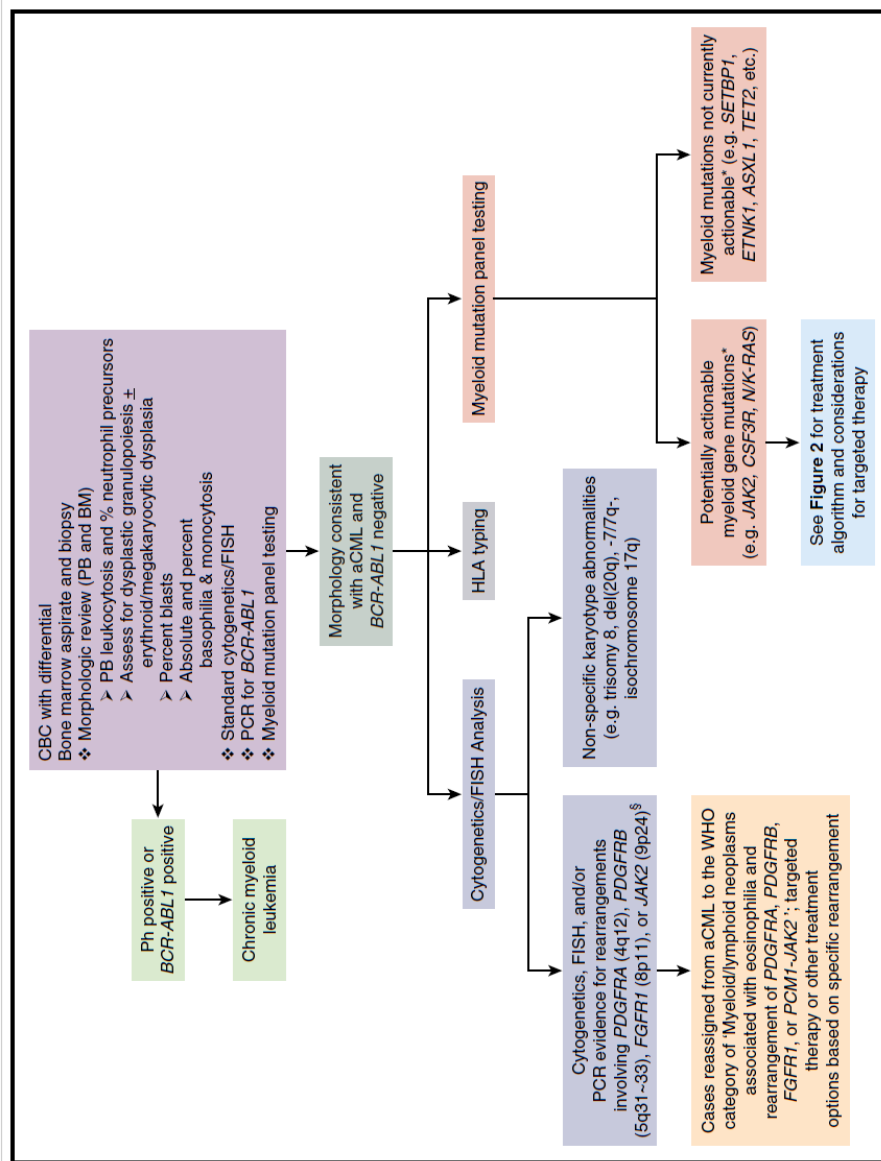 CBC with differential
Bone marrow aspirate and biopsy
❖ Morphologic review (PB and BM)
➢ PB leukocytosis and % neutrophil precursors
➢ Assess for dysplastic granulopoiesis ±
erythroid/megakaryocytic dysplasia
➢ Percent blasts
➢ Absolute and percent
basophilia & monocytosis
❖ Standard cytogenetics/FISH
❖ PCR for BCR-ABL1
❖ Myeloid mutation panel testing
Ph positive or
BCR-ABL1 positive
Chronic myeloid
leukemia
Morphology consistent
with aCML and
BCR-ABL1 negative
Cytogenetics/FISH Analysis
HLA typing
Myeloid mutation panel testing
Cytogenetics, FISH, and/or
PCR evidence for rearrangements
involving PDGFRA (4q12), PDGFRB
(5q31~33), FGFR1 (8p11), or JAK2 (9p24)§
Non-specific karyotype abnormalities
(e.g. trisomy 8, del(20q), -7/7q-,
isochromosome 17q)
Potentially actionable
myeloid gene mutations*
(e.g. JAK2, CSF3R, N/K-RAS)
Myeloid mutations not currently
actionable* (e.g. SETBP1,
ETNK1, ASXL1, TET2, etc.)
Cases reassigned from aCML to the WHO
category of 'Myeloid/lymphoid neoplasms
associated with eosinophilia and
rearrangement of PDGFRA, PDGFRB,
FGFR1, or PCM1-JAK2'; targeted
therapy or other treatment
options based on specific rearrangement
See Figure 2 for treatment
algorithm and considerations
for targeted therapy